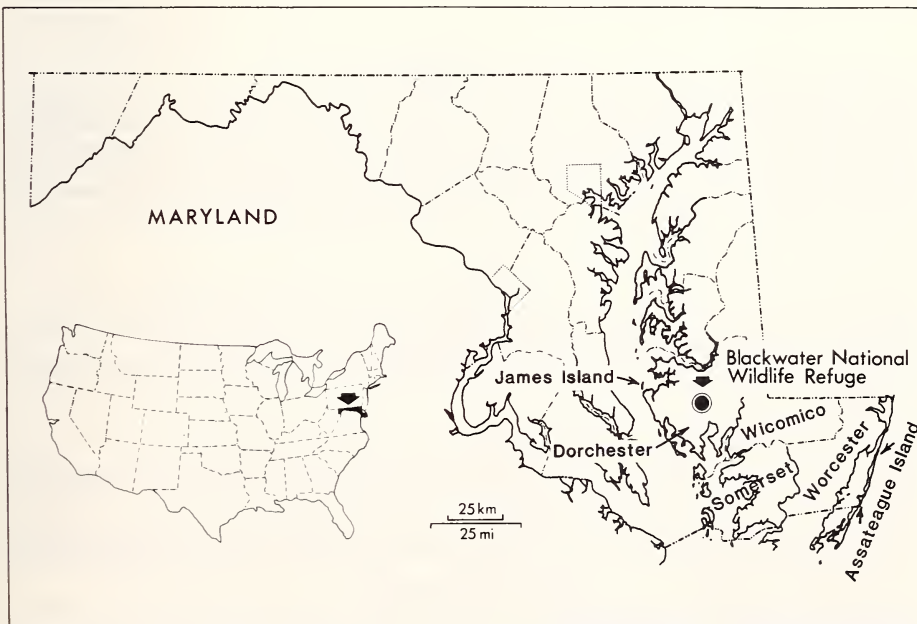 MARYLAND
Blackwater National
Wildlife Refuge
James Island
Dorchester
Wicomico
Somerset
Worcester
Assateague Island
25 km
25 mi